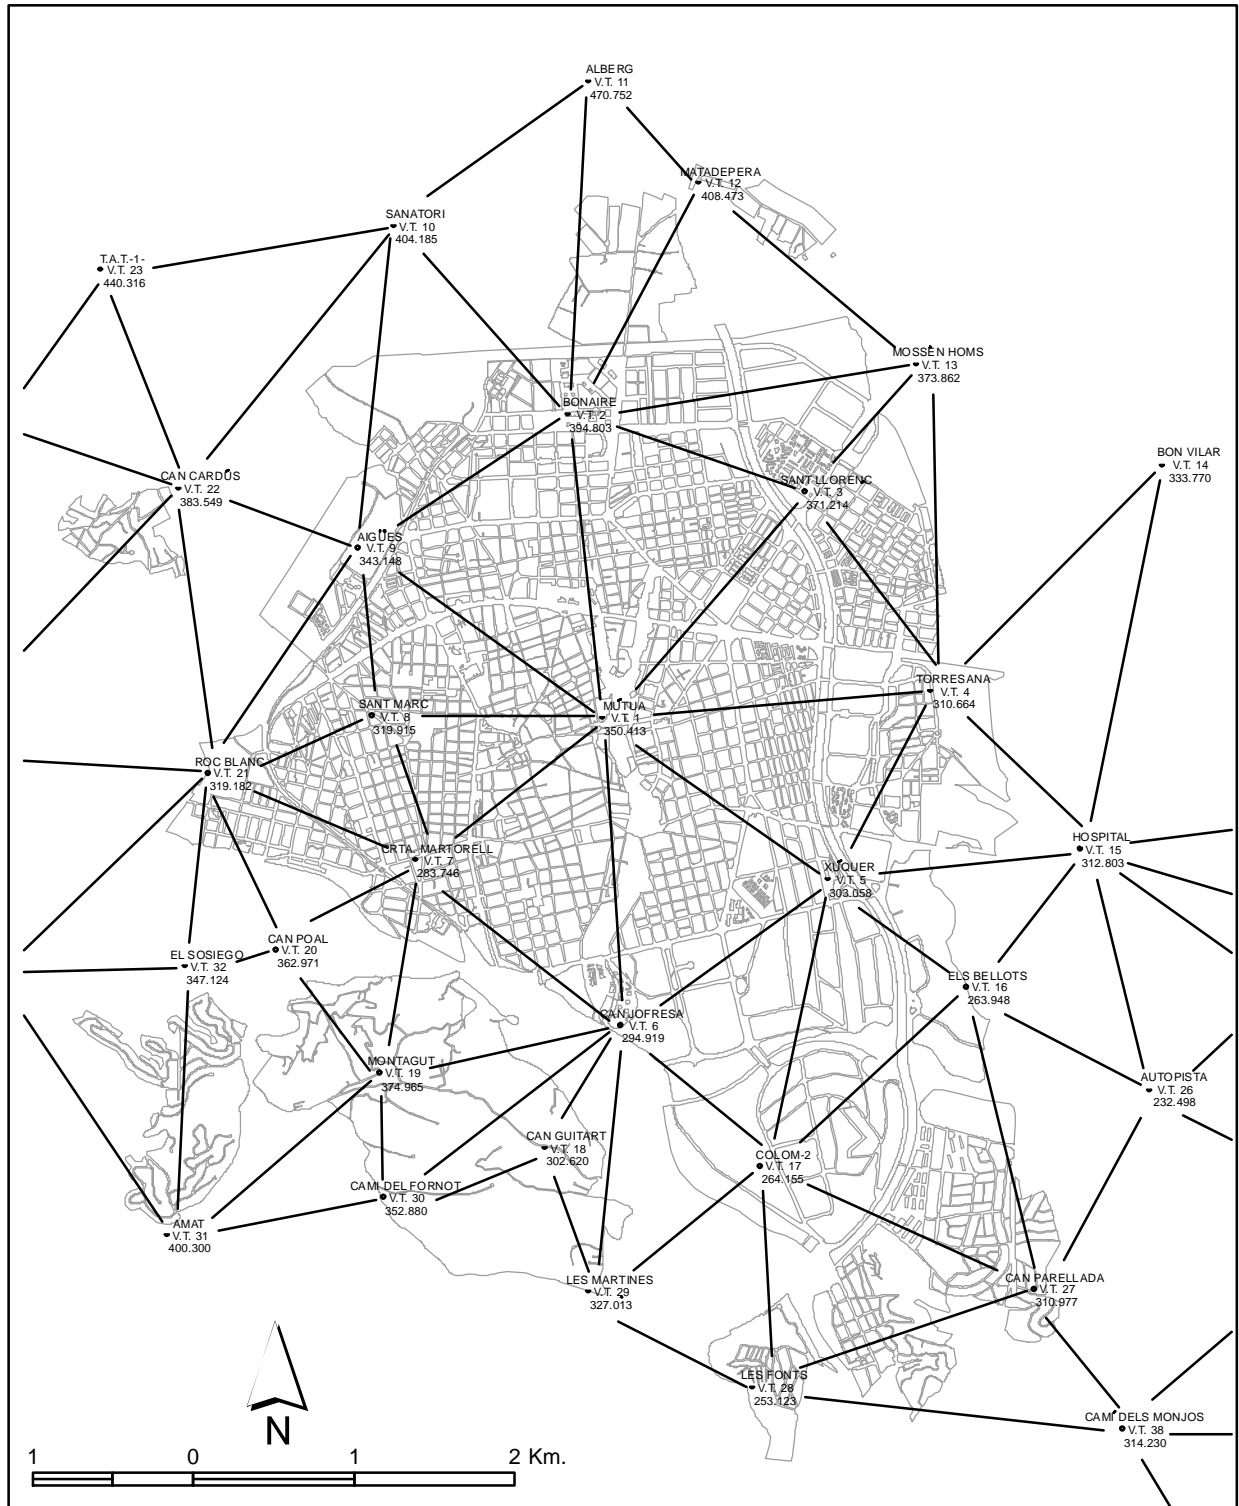 ALBERG
V.T. 11
470.752
MATADEPERA
V.T. 12
408.473
SANATORI
V.T. 10
404.185
T.A.T.-1-
V.T. 23
440.316
MOSSEN HOMS
V.T. 13
373.862
BONAIRE
V.T. 2
394.803
BON VILAR
V.T. 14
333.770
CAN CARDUS
V.T. 22
383.549
SANT LLORENC
V.T. 3
371.214
AIGUES
V.T. 9
343.148
TORRESANA
V.T. 4
310.664
SANT MARC
V.T. 8
319.915
MUTUA
V.T. 1
350.413
ROC BLANC
V.T. 21
319.182
HOSPITAL
V.T. 15
312.803
CRTA. MARTORELL
V.T. 7
283.746
XUQUER
V.T. 5
303.058
CAN POAL
V.T. 20
362.971
EL SOSIEGO
V.T. 32
347.124
ELS BELLOTS
V.T. 16
263.948
CAN JOFRESA
V.T. 6
294.919
MONTAGUT
V.T. 19
374.965
AUTOPISTA
V.T. 26
232.498
CAN GUITART
V.T. 18
302.620
COLOM-2
V.T. 17
264.155
CAMI DEL FORNOT
V.T. 30
352.880
AMAT
V.T. 31
400.300
LES MARTINES
V.T. 29
327.013
CAN PARELLADA
V.T. 27
310.977
LES FONTS
V.T. 28
253.123
CAMI DELS MONJOS
V.T. 38
314.230
N
1 0 1 2 Km.